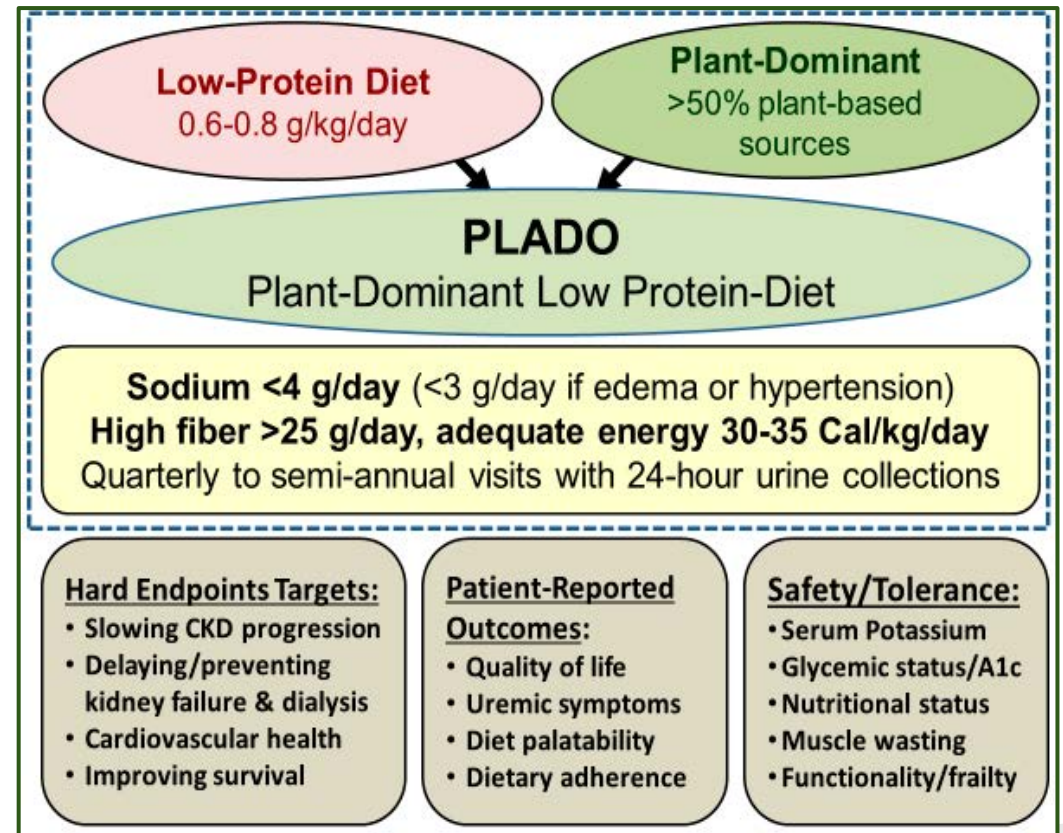 Low-Protein Diet
0.6-0.8 g/kg/day
Plant-Dominant
>50% plant-based
sources
PLADO
Plant-Dominant Low Protein-Diet
Sodium <4 g/day (<3 g/day if edema or hypertension)
High fiber >25 g/day, adequate energy 30-35 Cal/kg/day
Quarterly to semi-annual visits with 24-hour urine collections
Hard Endpoints Targets:
• Slowing CKD progression
• Delaying/preventing
kidney failure & dialysis
• Cardiovascular health
• Improving survival
Patient-Reported
Outcomes:
• Quality of life
• Uremic symptoms
• Diet palatability
• Dietary adherence
Safety/Tolerance:
• Serum Potassium
• Glycemic status/A1c
• Nutritional status
• Muscle wasting
• Functionality/frailty